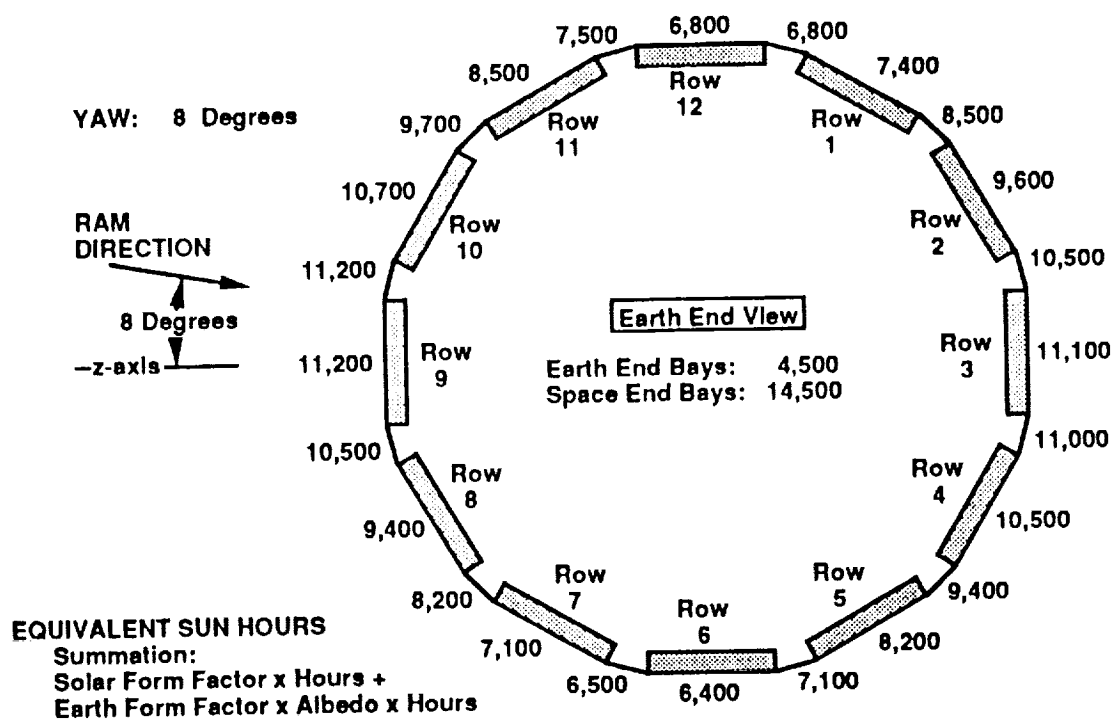 6,800
6,800
7,500
7,400
8,500
8,500
9,700
9,600
10,700
10,500
11,200
11,100
11,200
11,000
10,500
10,500
9,400
9,400
8,200
8,200
7,100
7,100
6,500
6,400
Row
12
Row
1
Row
11
Row
2
Row
10
Row
3
Row
9
Row
4
Row
8
Row
5
Row
7
Row
6
YAW: 8 Degrees
RAM
DIRECTION
8 Degrees
—z-axis
Earth End View
Earth End Bays: 4,500
Space End Bays: 14,500
EQUIVALENT SUN HOURS
Summation:
Solar Form Factor x Hours +
Earth Form Factor x Albedo x Hours